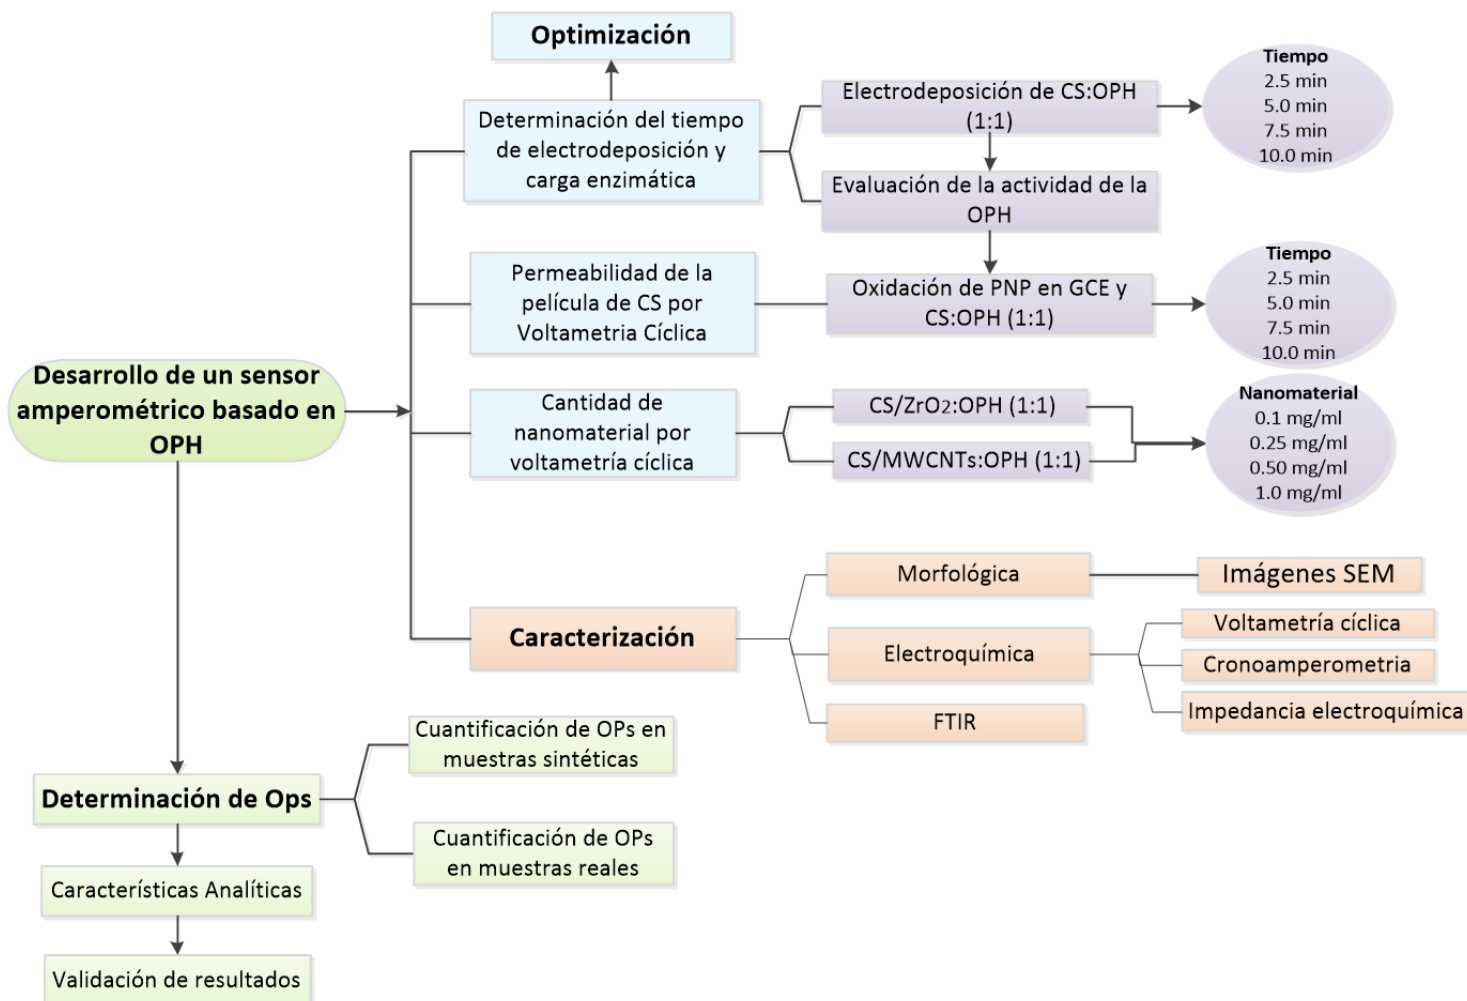 Optimización
Determinación del tiempo
de electrodeposición y
carga enzimática
Electrodeposición de CS:OPH
(1:1)
Tiempo
2.5 min
5.0 min
7.5 min
10.0 min
Evaluación de la actividad de la
OPH
Permeabilidad de la
película de CS por
Voltametria Cíclica
Oxidación de PNP en GCE y
CS:OPH (1:1)
Tiempo
2.5 min
5.0 min
7.5 min
10.0 min
Desarrollo de un sensor
amperométrico basado en
OPH
Cantidad de
nanomaterial por
voltametría cíclica
CS/ZrO2:OPH (1:1)
CS/MWCNTs:OPH (1:1)
Nanomaterial
0.1 mg/ml
0.25 mg/ml
0.50 mg/ml
1.0 mg/ml
Caracterización
Morfológica
Imágenes SEM
Electroquímica
Voltametría cíclica
Cronoamperometria
Impedancia electroquímica
FTIR
Determinación de Ops
Cuantificación de OPs en
muestras sintéticas
Cuantificación de OPs
en muestras reales
Características Analíticas
Validación de resultados